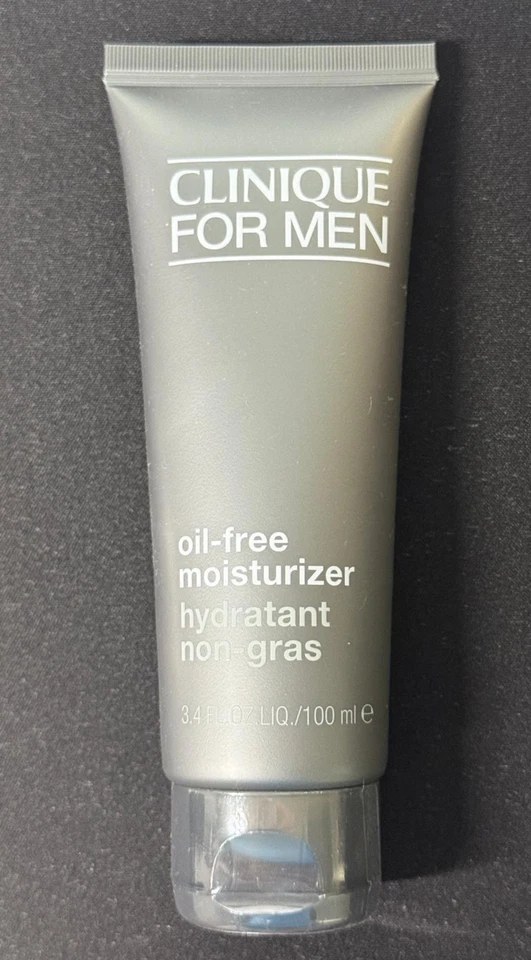 CLINIQUE
FOR MEN
oil-free
moisturizer
hydratant
non-gras
3.4 FL.OZ.LIQ./100 ml ℮